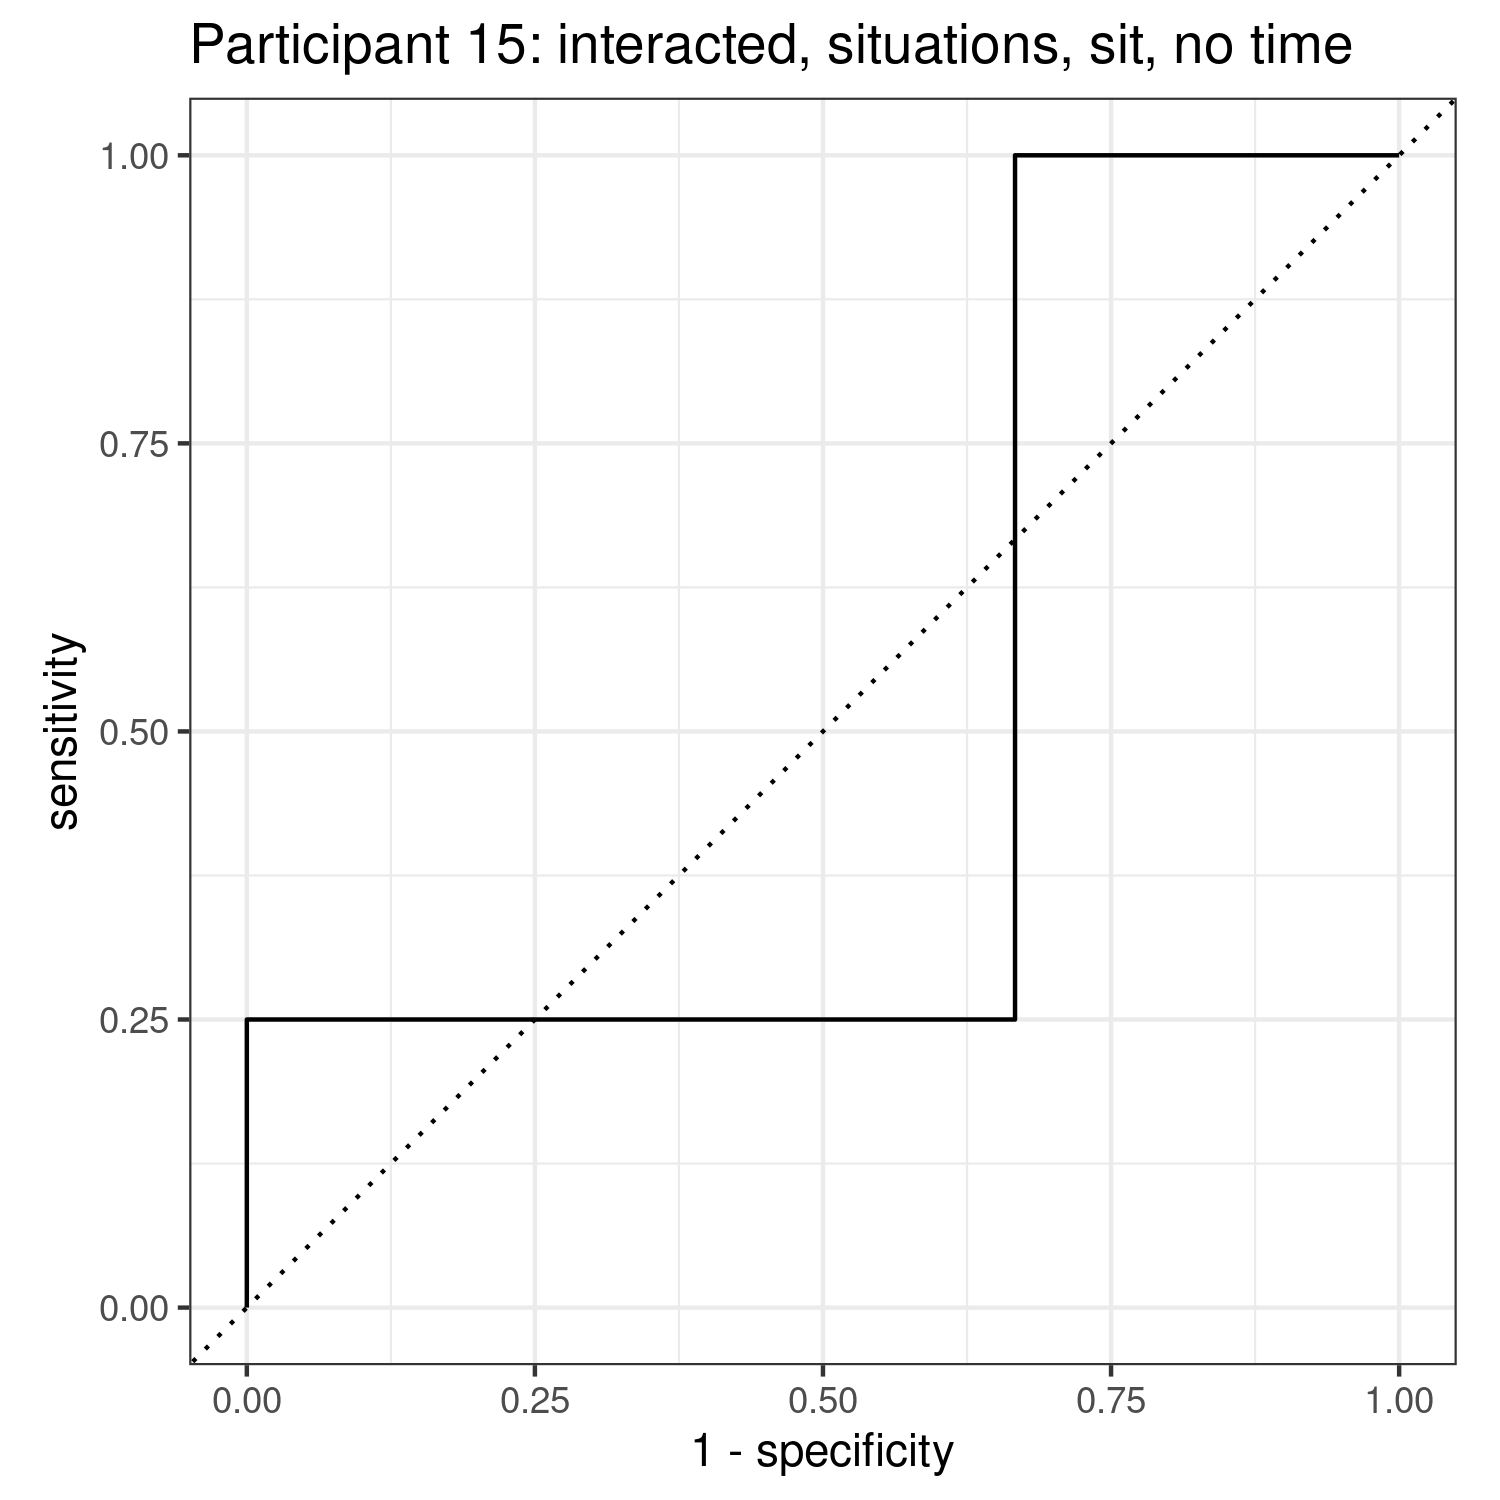 Participant 15: interacted, situations, sit, no time
1.00
0.75
0.50
0.25
0.00
sensitivity
0.00 0.25 0.50 0.75 1.00
1 - specificity